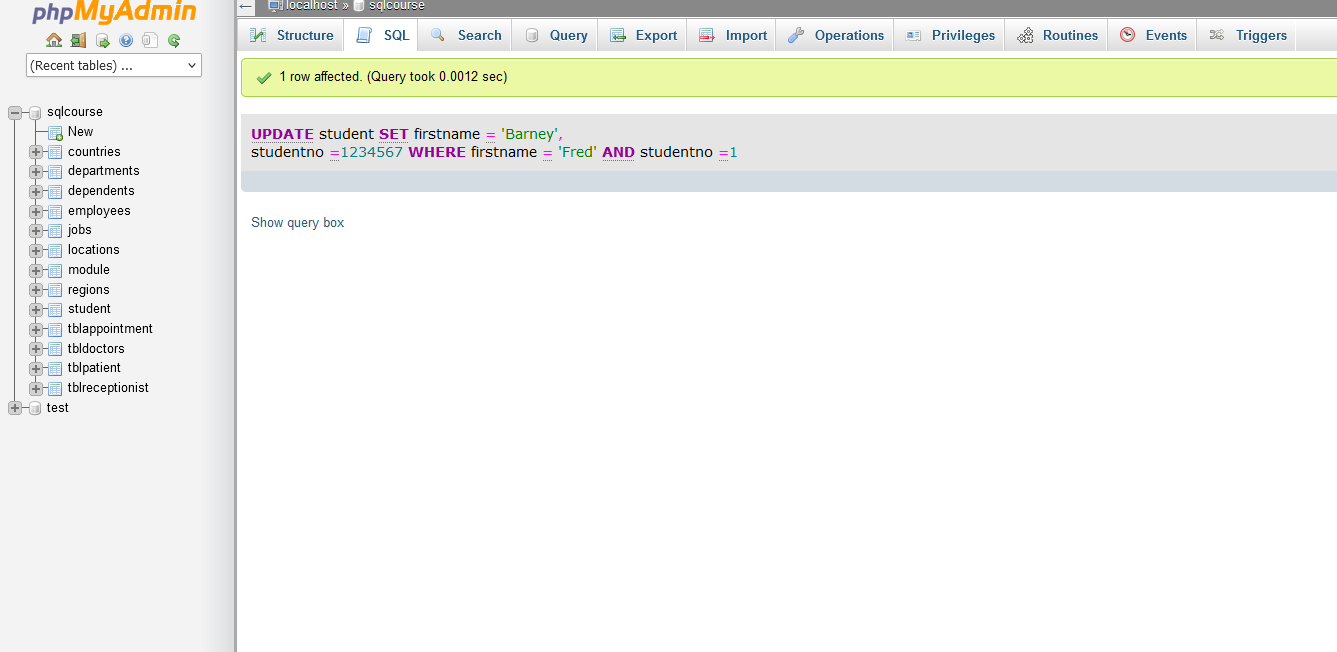 phpMyAdmin
(Recent tables) ...
sqlcourse
New
countries
departments
dependents
employees
jobs
locations
module
regions
student
tblappointment
tbldoctors
tblpatient
tblreceptionist
test
← localhost » sqlcourse
Structure SQL Search Query Export Import Operations Privileges Routines Events Triggers
1 row affected. (Query took 0.0012 sec)
UPDATE student SET firstname = 'Barney',
studentno =1234567 WHERE firstname = 'Fred' AND studentno =1
Show query box